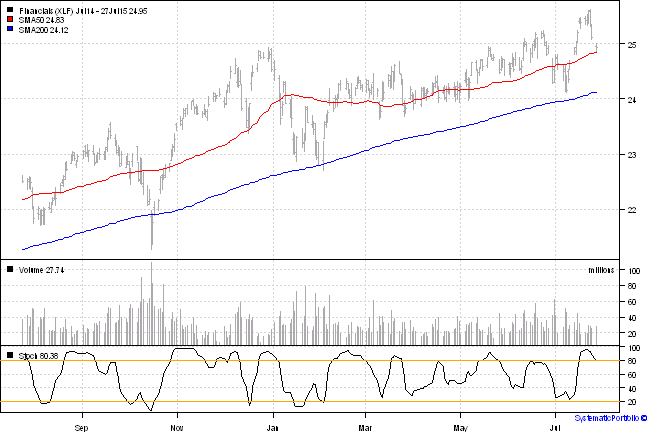 Financials (XLF) Jul14 - 27Jul15 24.95
SMA50 24.83
SMA200 24.12
25
24
23
22
Volume 27.74
millions
100
80
60
40
20
Stoch 80.38
100
80
60
40
20
Sep
Nov
Jan
Mar
May
Jul
SystematicPortfolio ©